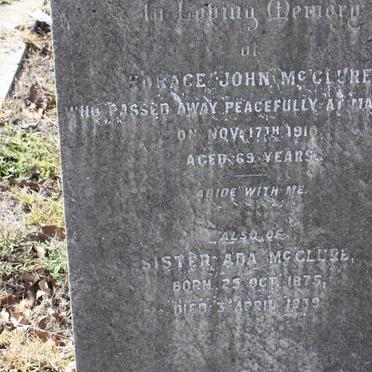 In Loving Memory
of
HORACE JOHN McCLURE
WHO PASSED AWAY PEACEFULLY AT
ON NOV. 17TH 1910
AGED 69 YEARS.
ABIDE WITH ME.
ALSO OF
SISTER ADA McCLURE,
BORN 25 OCT. 1875,
DIED 3 APRIL 1939